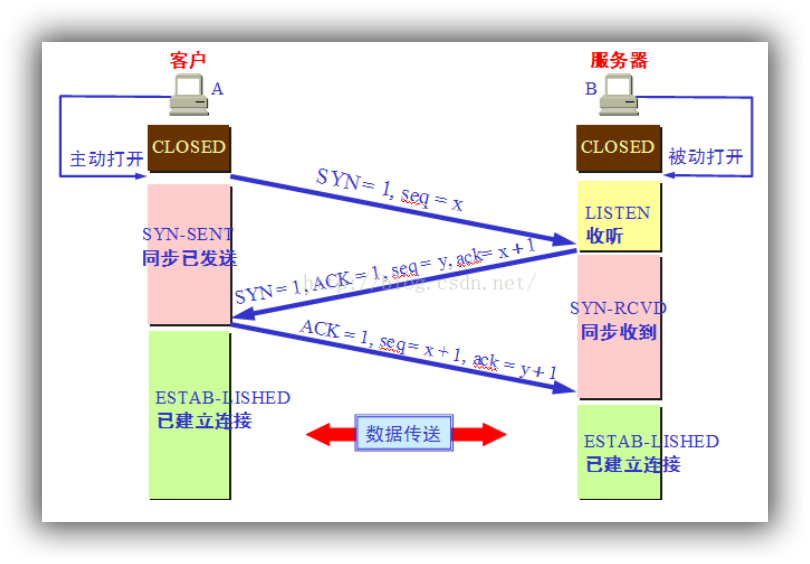 客户
服务器
A
B
CLOSED
CLOSED
主动打开
被动打开
SYN = 1, seq = x
LISTEN
收听
SYN-SENT
同步已发送
SYN = 1, ACK = 1, seq = y, ack= x + 1
http://blog.csdn.net/
SYN-RCVD
同步收到
ACK = 1, seq= x + 1, ack = y + 1
ESTAB-LISHED
已建立连接
数据传送
ESTAB-LISHED
已建立连接